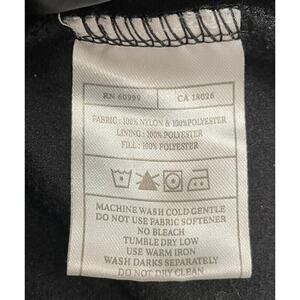 RN 60999 CA 18026
FABRIC : 100% NYLON & 100%POLYESTER
LINING : 100% POLYESTER
FILL : 100% POLYESTER
MACHINE WASH COLD GENTLE
DO NOT USE FABRIC SOFTENER
NO BLEACH
TUMBLE DRY LOW
USE WARM IRON
WASH DARKS SEPARATELY
DO NOT DRY CLEAN